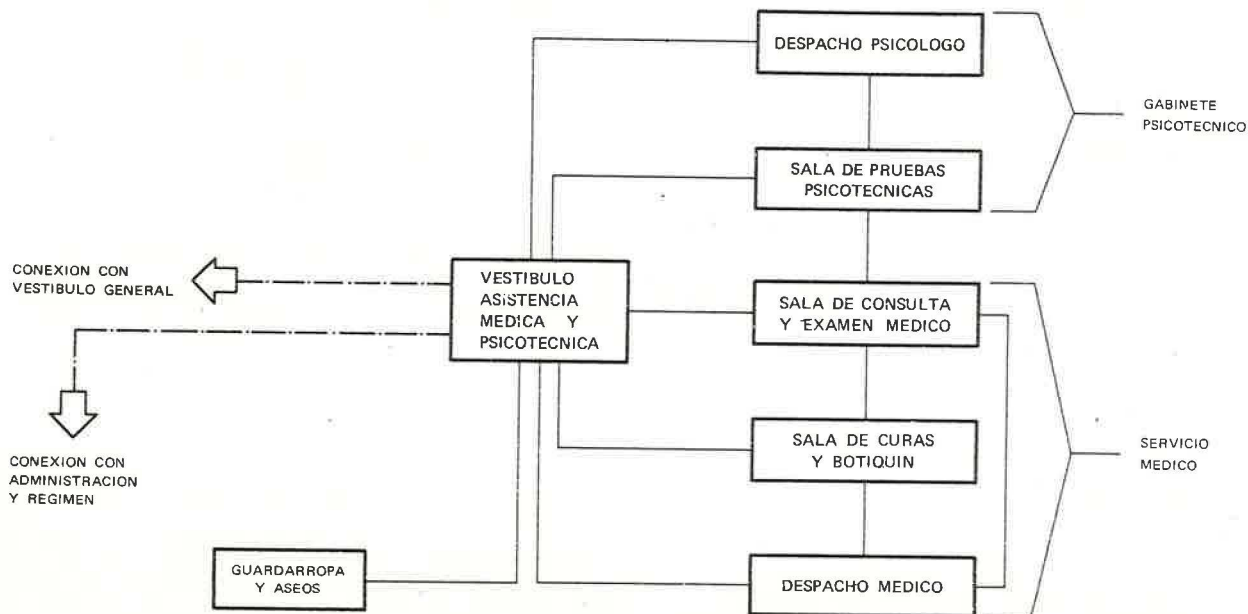 DESPACHO PSICOLOGO
GABINETE
PSICOTECNICO
SALA DE PRUEBAS
PSICOTECNICAS
CONEXION CON
VESTIBULO GENERAL
VESTIBULO
ASISTENCIA
MEDICA Y
PSICOTECNICA
SALA DE CONSULTA
Y EXAMEN MEDICO
CONEXION CON
ADMINISTRACION
Y REGIMEN
SALA DE CURAS
Y BOTIQUIN
SERVICIO
MEDICO
GUARDARROPA
Y ASEOS
DESPACHO MEDICO